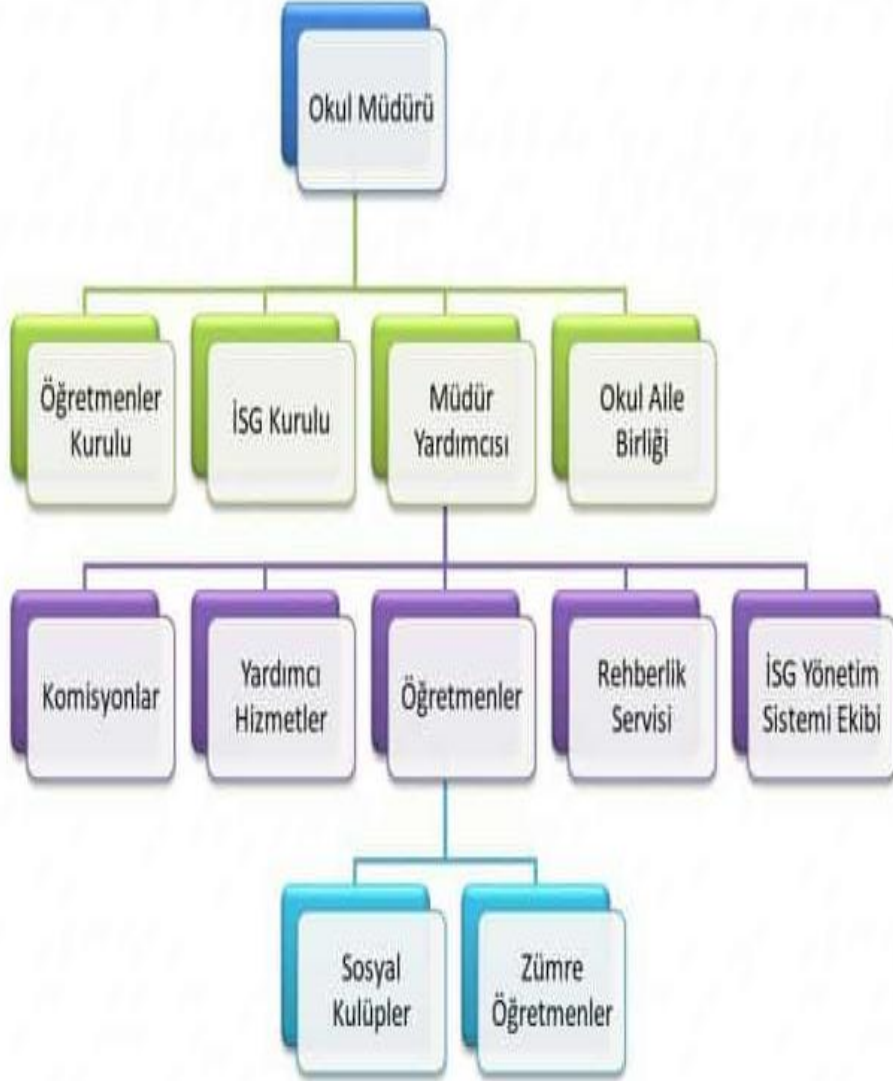 Okul Müdürü
Öğretmenler
Kurulu
İSG Kurulu
Müdür
Yardımcısı
Okul Aile
Birliği
Komisyonlar
Yardımcı
Hizmetler
Öğretmenler
Rehberlik
Servisi
İSG Yönetim
Sistemi Ekibi
Sosyal
Kulüpler
Zümre
Öğretmenler